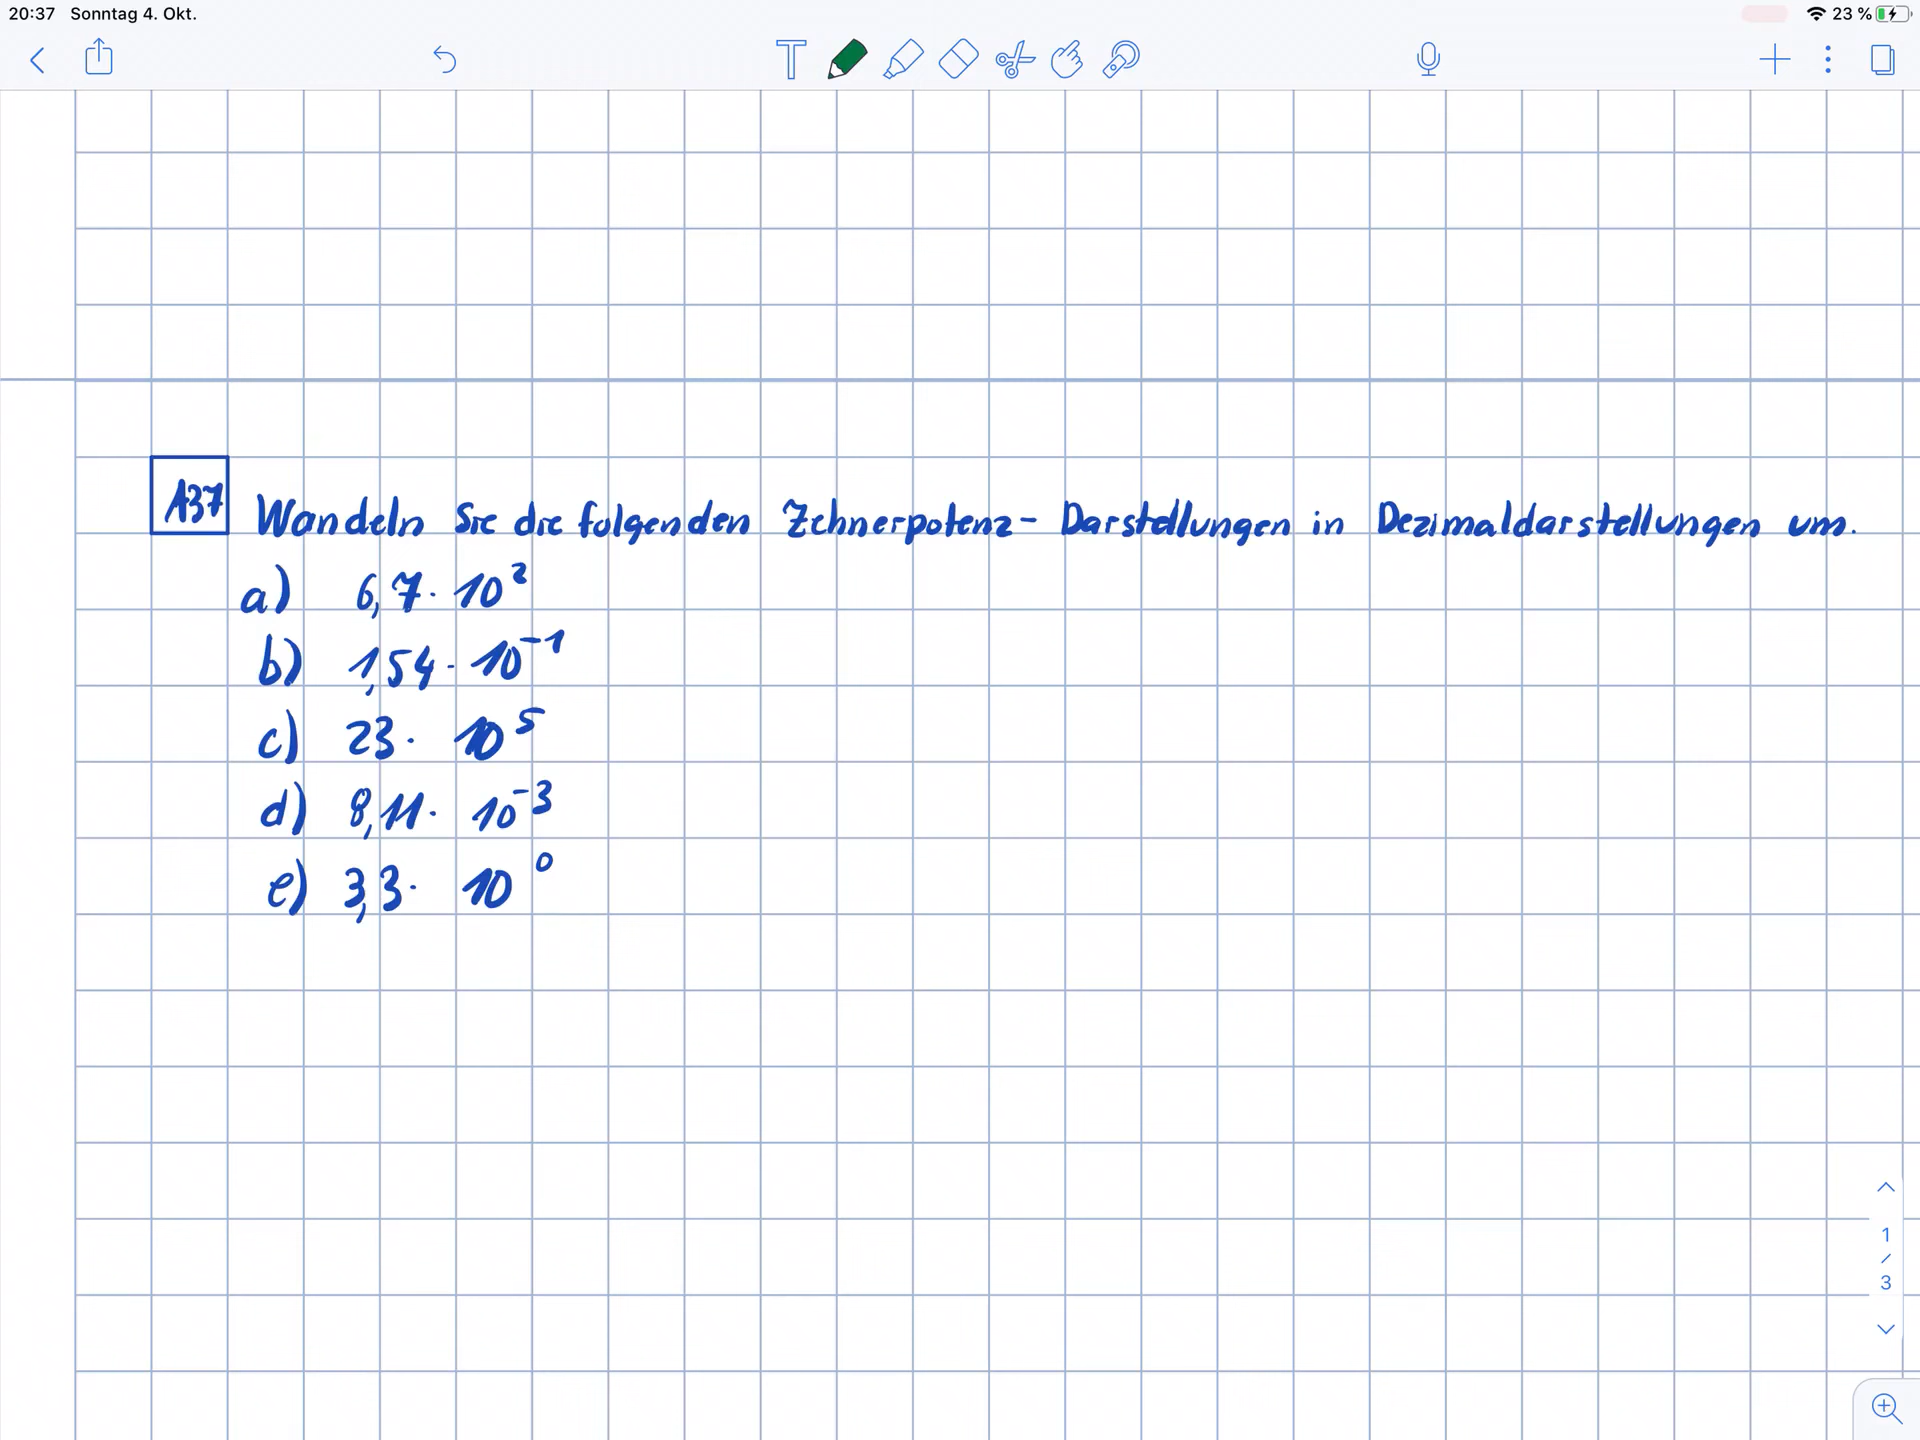 20:37 Sonntag 4. Okt. 23 %
T
A37 Wandeln Sie die folgenden Zehnerpotenz- Darstellungen in Dezimaldarstellungen um.
a) 6,7 · 10²
b) 1,54 · 10⁻¹
c) 23 · 10⁵
d) 8,11 · 10⁻³
e) 3,3 · 10⁰
1
/
3